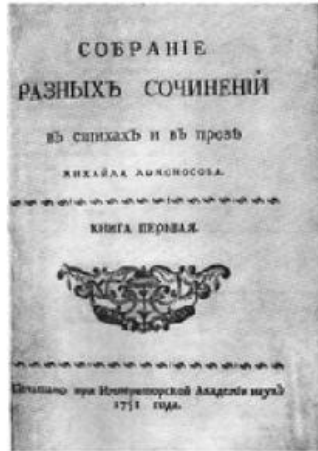 СОБРАНІЕ
РАЗНЫХЪ СОЧИНЕНІЙ
въ стихахъ и въ прозѣ
МИХАЙЛА ЛОМОНОСОВА.
КНИГА ПЕРВАЯ.
Печатано при Императорской Академіи наукъ
1751 года.